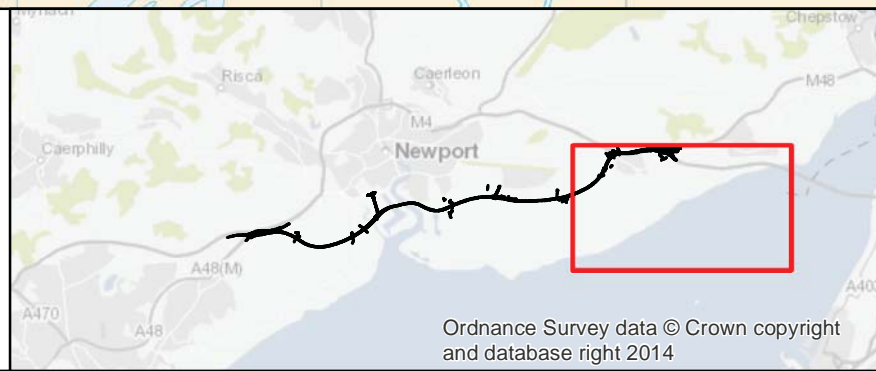 Chepstow
Risca
Caerleon
M48
M4
Caerphilly
Newport
A48(M)
A470
A48
Ordnance Survey data © Crown copyright
and database right 2014